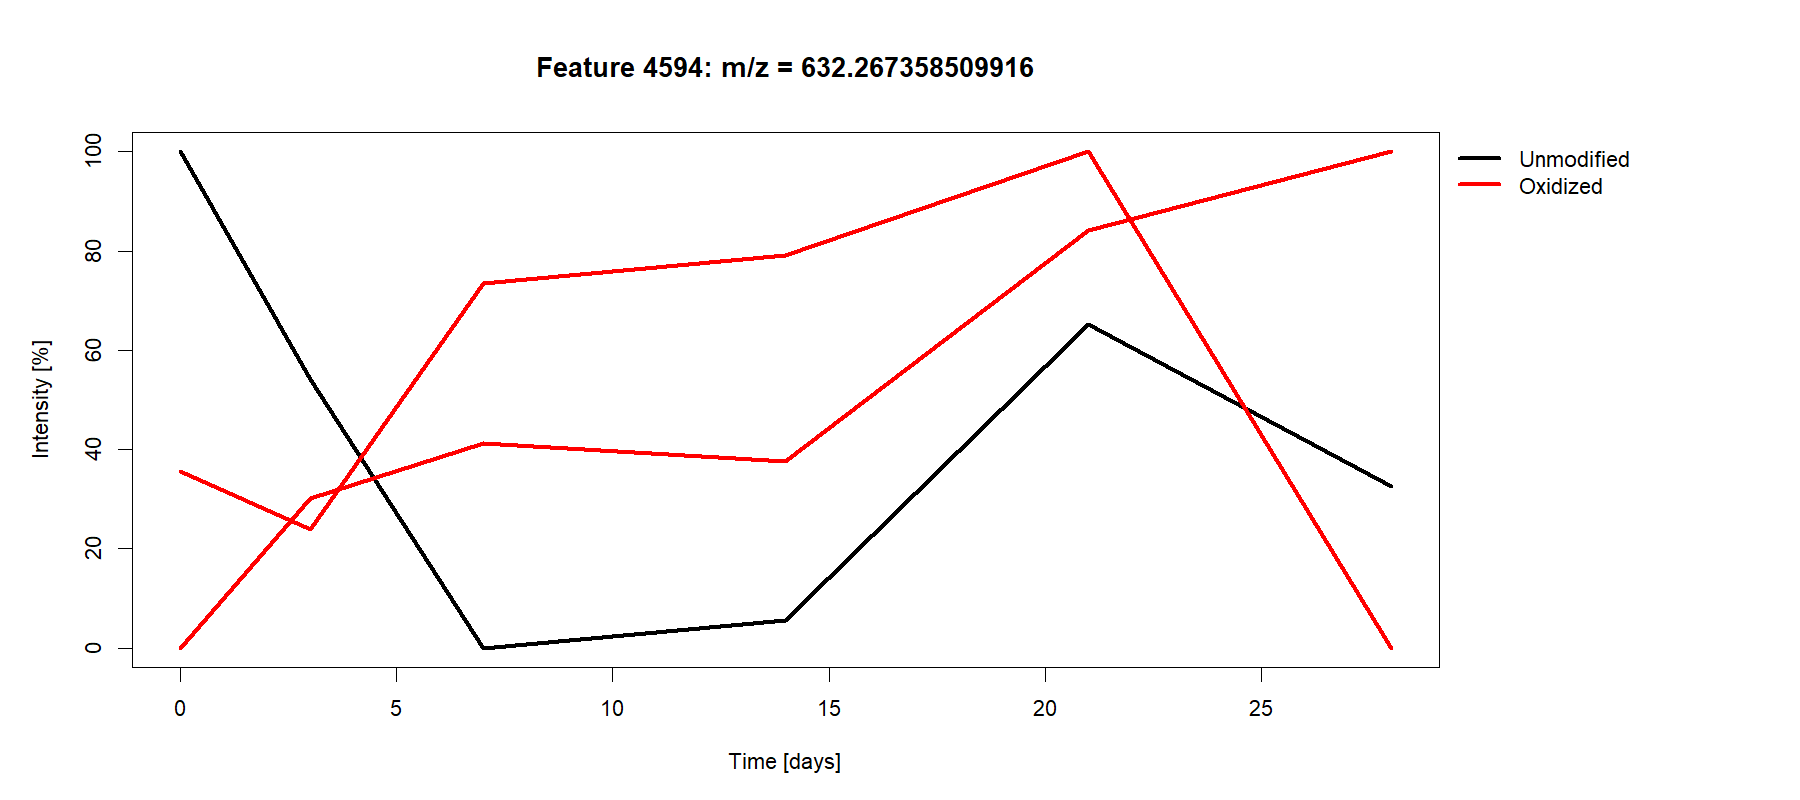 Feature 4594: m/z = 632.267358509916
Unmodified
Oxidized
Intensity [%]
100
80
60
40
20
0
0 5 10 15 20 25
Time [days]